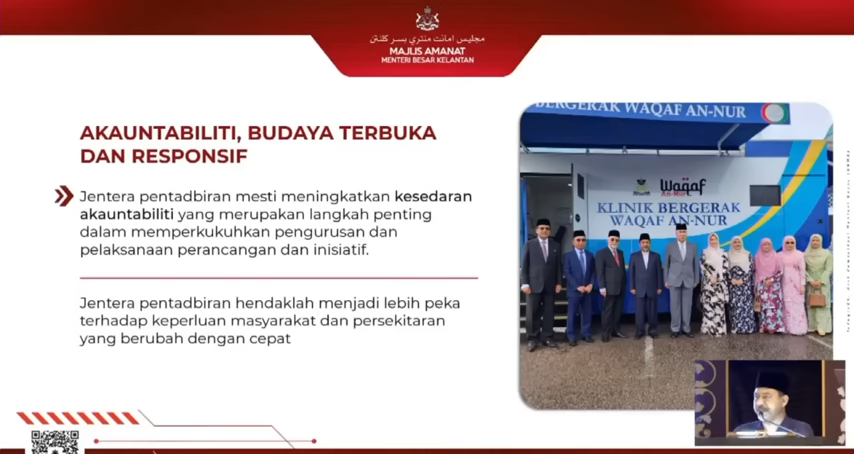 مجليس امانت منتري بسر كلنتن
MAJLIS AMANAT
MENTERI BESAR KELANTAN
AKAUNTABILITI, BUDAYA TERBUKA
DAN RESPONSIF
Jentera pentadbiran mesti meningkatkan kesedaran
akauntabiliti yang merupakan langkah penting
dalam memperkukuhkan pengurusan dan
pelaksanaan perancangan dan inisiatif.
Jentera pentadbiran hendaklah menjadi lebih peka
terhadap keperluan masyarakat dan persekitaran
yang berubah dengan cepat
BERGERAK WAQAF AN-NUR
Waqaf
An-Nur
KLINIK BERGERAK
WAQAF AN-NUR